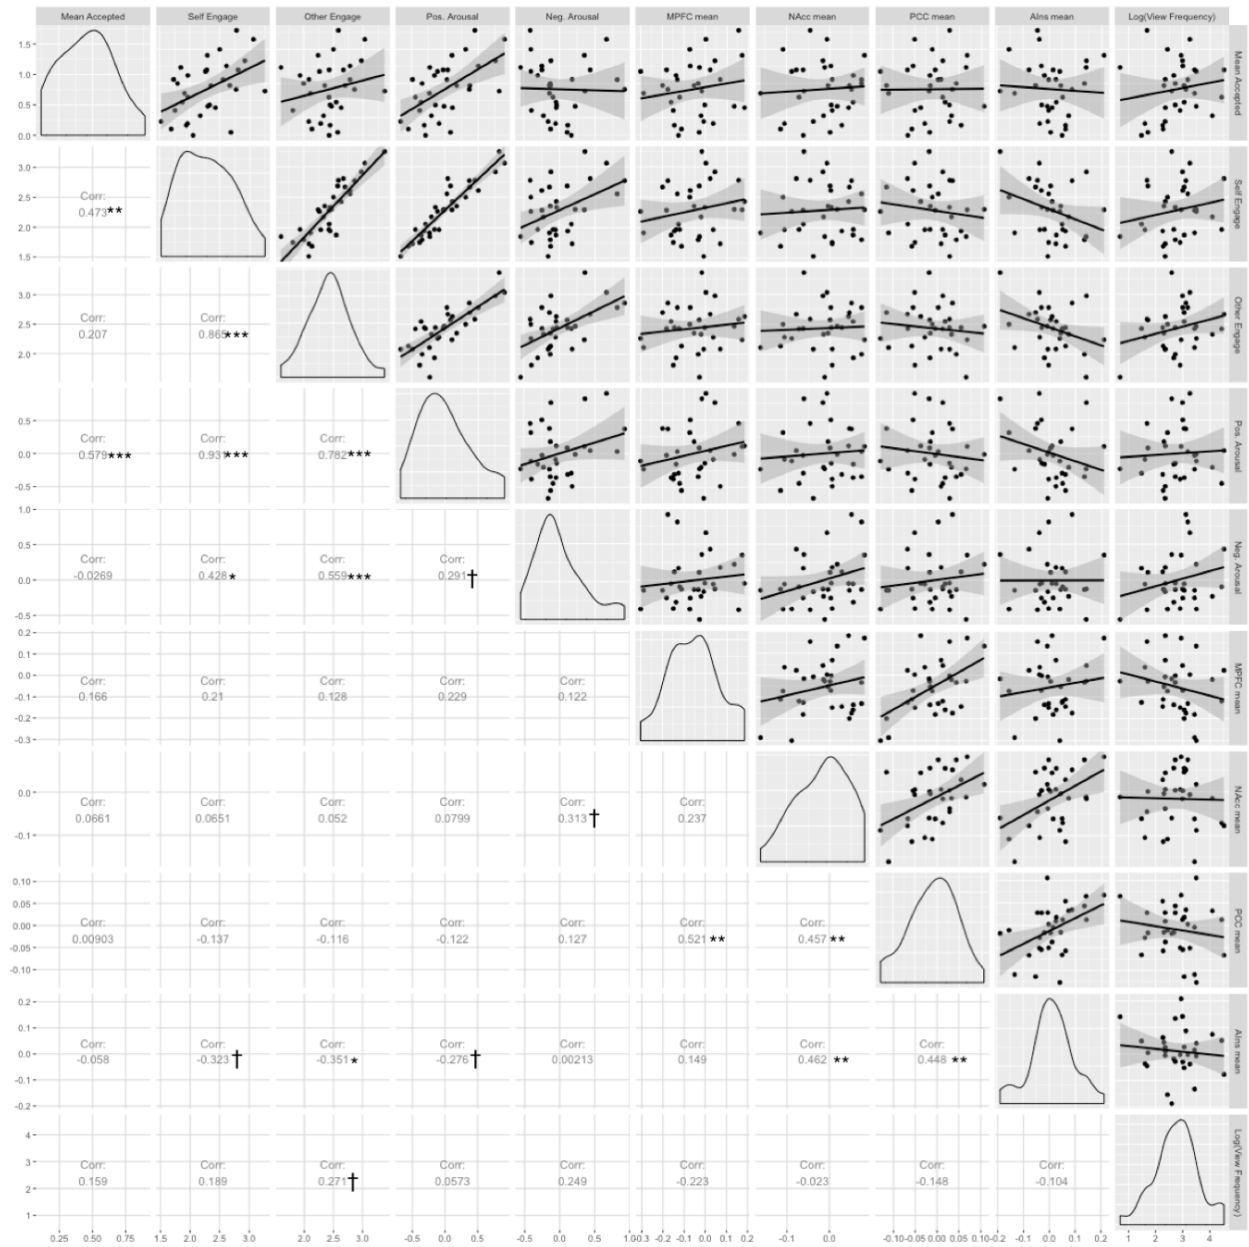 Mean Accepted Self Engage Other Engage Pos. Arousal Neg. Arousal MPFC mean NAcc mean PCC mean AIns mean Log(View Frequency)
1.5
1.0
0.5
0.0
Mean Accepted
3.0
2.5
2.0
1.5
Corr:
0.473**
Self Engage
3.0
2.5
2.0
Corr: Corr:
0.207 0.865***
Other Engage
0.5
0.0
-0.5
Corr: Corr: Corr:
0.579*** 0.931*** 0.782***
Pos. Arousal
1.0
0.5
0.0
-0.5
Corr: Corr: Corr: Corr:
-0.0269 0.428* 0.559*** 0.291†
Neg. Arousal
0.2
0.1
0.0
-0.1
-0.2
-0.3
Corr: Corr: Corr: Corr: Corr:
0.166 0.21 0.128 0.229 0.122
MPFC mean
0.0
-0.1
Corr: Corr: Corr: Corr: Corr: Corr:
0.0661 0.0651 0.052 0.0799 0.313† 0.237
NAcc mean
0.10
0.05
0.00
-0.05
-0.10
Corr: Corr: Corr: Corr: Corr: Corr: Corr:
0.00903 -0.137 -0.116 -0.122 0.127 0.521** 0.457**
PCC mean
0.2
0.1
0.0
-0.1
-0.2
Corr: Corr: Corr: Corr: Corr: Corr: Corr: Corr:
-0.058 -0.323† -0.351* -0.276† 0.00213 0.149 0.462** 0.448**
AIns mean
4
3
2
1
Corr: Corr: Corr: Corr: Corr: Corr: Corr: Corr: Corr:
0.159 0.189 0.271† 0.0573 0.249 -0.223 -0.023 -0.148 -0.104
Log(View Frequency)
0.25 0.50 0.75 1.5 2.0 2.5 3.0 2.0 2.5 3.0 -0.5 0.0 0.5 -0.5 0.0 0.5 1.0 -0.3 -0.2 -0.1 0.0 0.1 0.2 -0.1 0.0 -0.10 -0.05 0.00 0.05 0.10 -0.2 -0.1 0.0 0.1 0.2 1 2 3 4